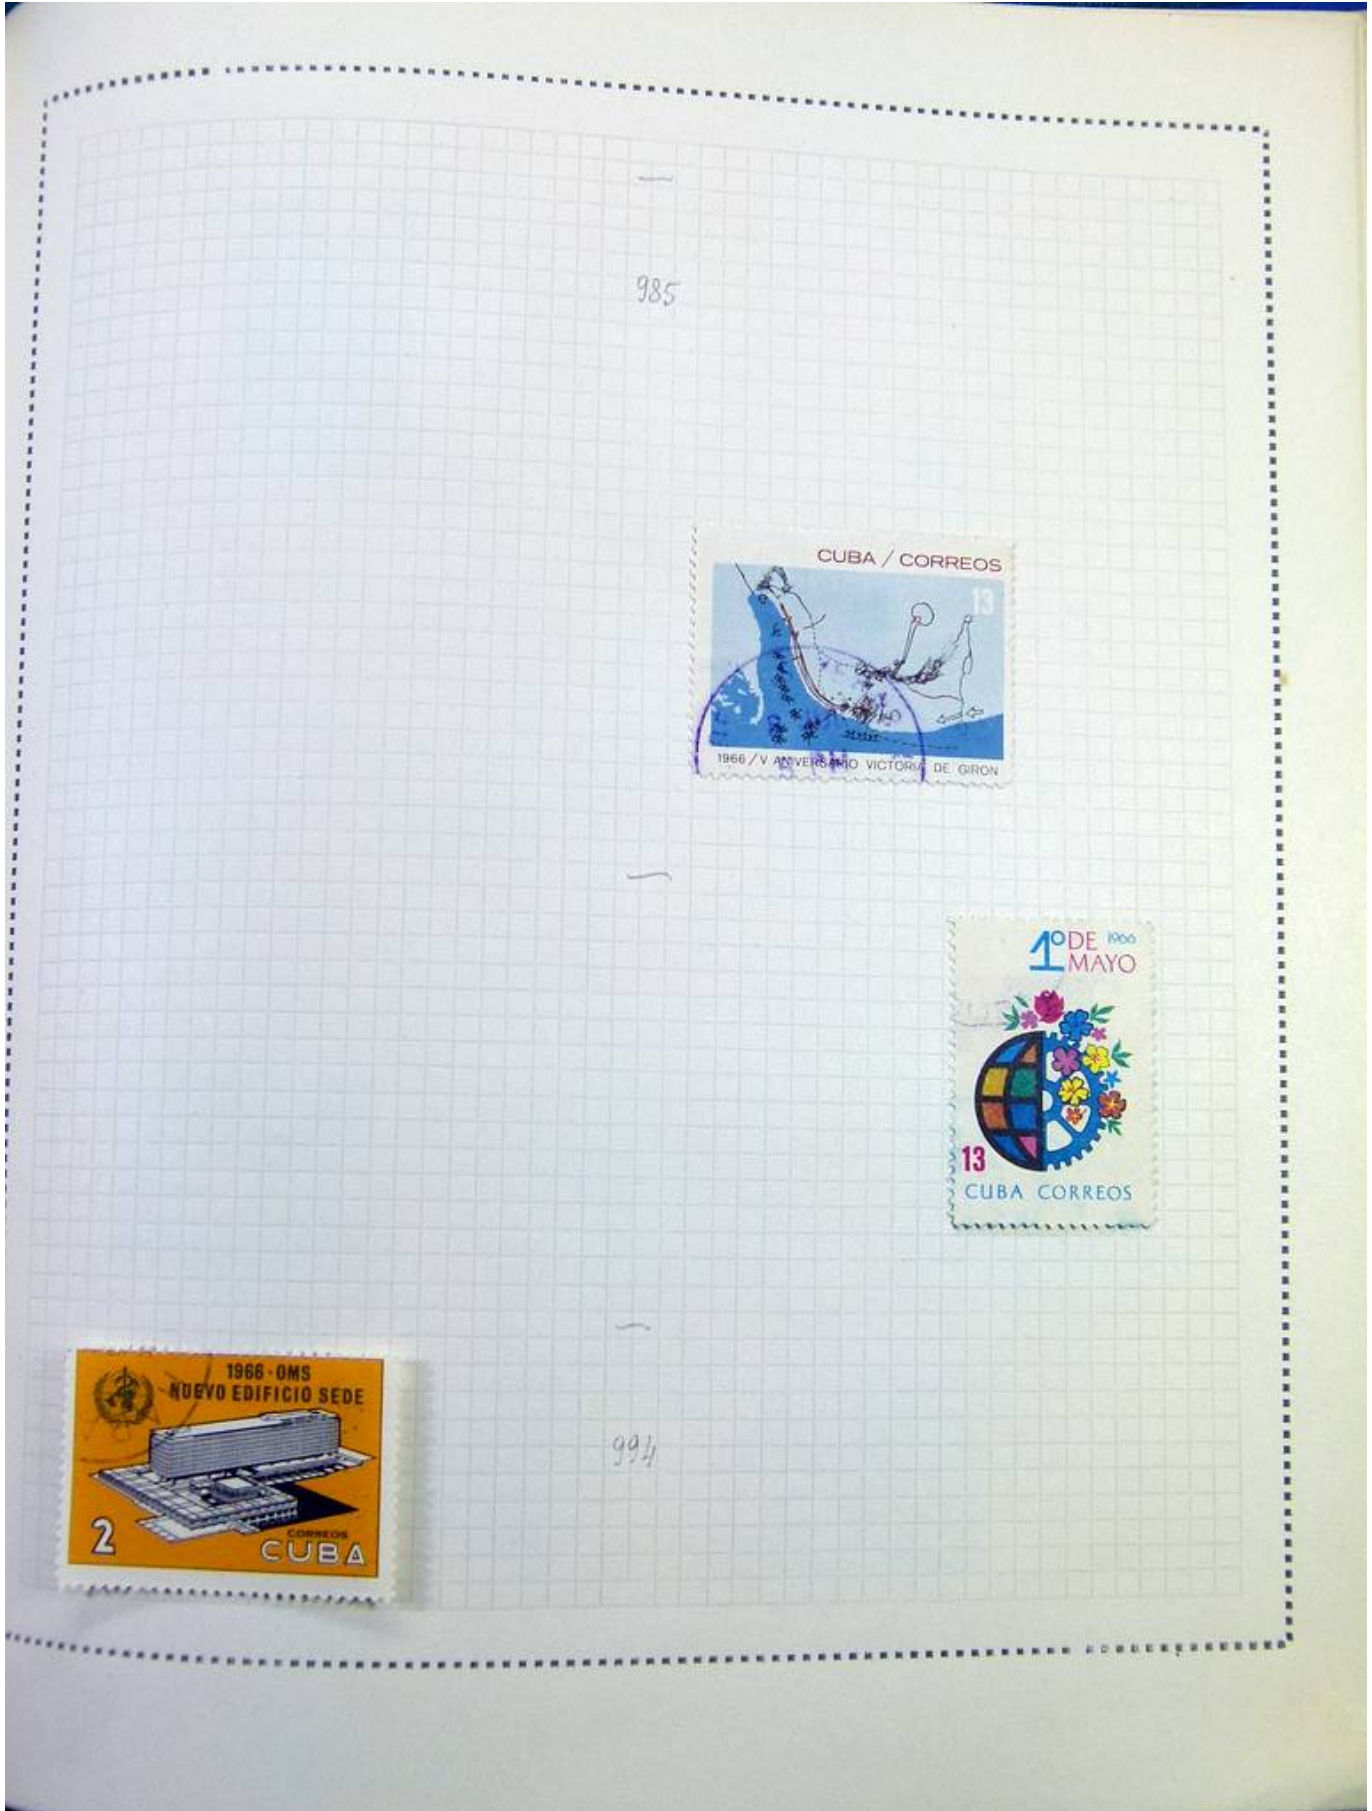 985
CUBA / CORREOS
13
1966 / V ANIVERSARIO VICTORIA DE GIRON
1º DE 1966
MAYO
13
CUBA CORREOS
1966 - OMS
NUEVO EDIFICIO SEDE
994
2
CORREOS
CUBA